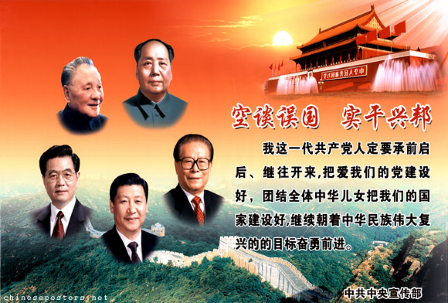 空谈误国 实干兴邦
我这一代共产党人定要承前启
后、继往开来，把爱我们的党建设
好，团结全体中华儿女把我们的国
家建设好，继续朝着中华民族伟大复
兴的的目标奋勇前进。
中共中央宣传部
chineseposters.net